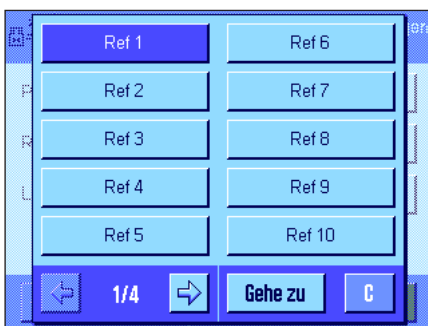 Ref 1 Ref 6
Ref 2 Ref 7
Ref 3 Ref 8
Ref 4 Ref 9
Ref 5 Ref 10
1/4 Gehe zu C